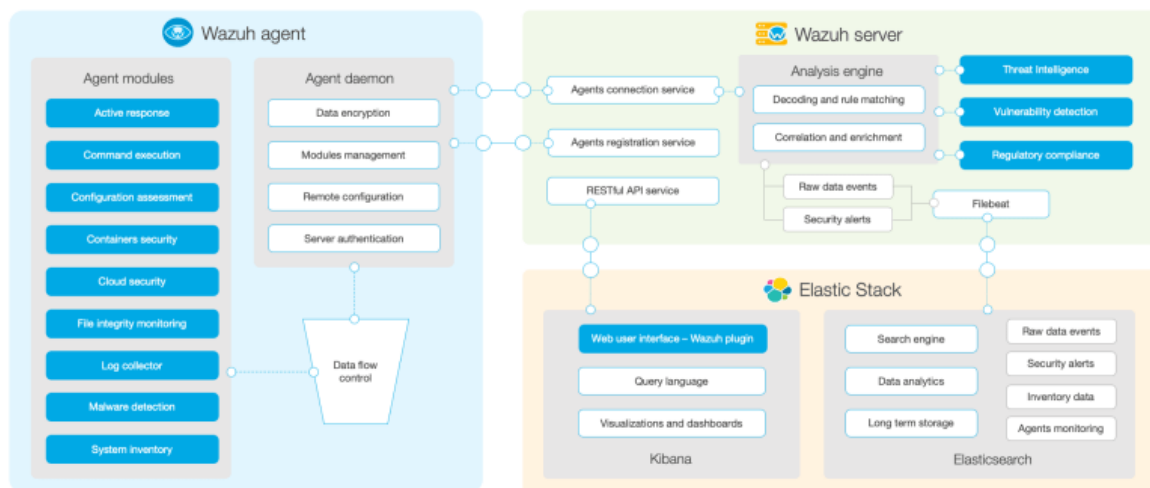 Wazuh agent
Agent modules
Active response
Command execution
Configuration assessment
Containers security
Cloud security
File integrity monitoring
Log collector
Malware detection
System inventory
Agent daemon
Data encryption
Modules management
Remote configuration
Server authentication
Data flow
control
Wazuh server
Agents connection service
Agents registration service
RESTful API service
Analysis engine
Decoding and rule matching
Correlation and enrichment
Threat Intelligence
Vulnerability detection
Regulatory compliance
Raw data events
Security alerts
Filebeat
Elastic Stack
Web user interface – Wazuh plugin
Query language
Visualizations and dashboards
Kibana
Search engine
Data analytics
Long term storage
Raw data events
Security alerts
Inventory data
Agents monitoring
Elasticsearch